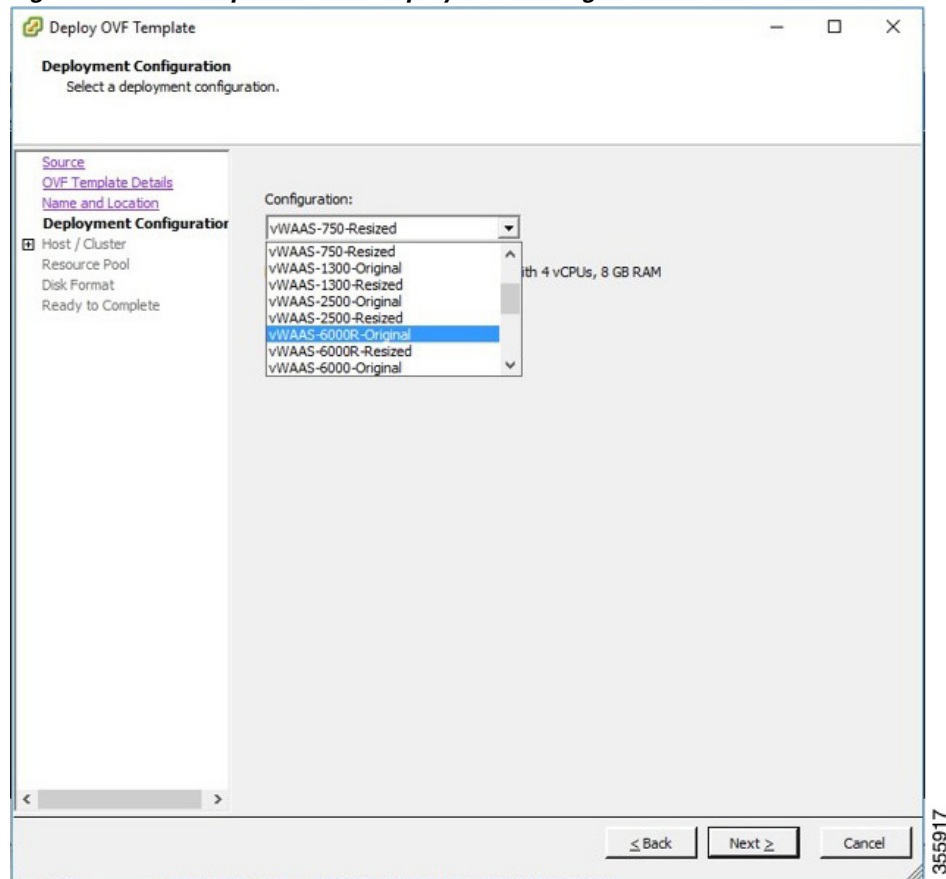 Deploy OVF Template
Deployment Configuration
Select a deployment configuration.
Source
OVF Template Details
Name and Location
Deployment Configuration
Host / Cluster
Resource Pool
Disk Format
Ready to Complete
Configuration:
vWAAS-750-Resized
vWAAS-750-Resized
vWAAS-1300-Original
vWAAS-1300-Resized
vWAAS-2500-Original
vWAAS-2500-Resized
vWAAS-6000R-Original
vWAAS-6000R-Resized
vWAAS-6000-Original
ith 4 vCPUs, 8 GB RAM
≤ Back
Next ≥
Cancel
355917